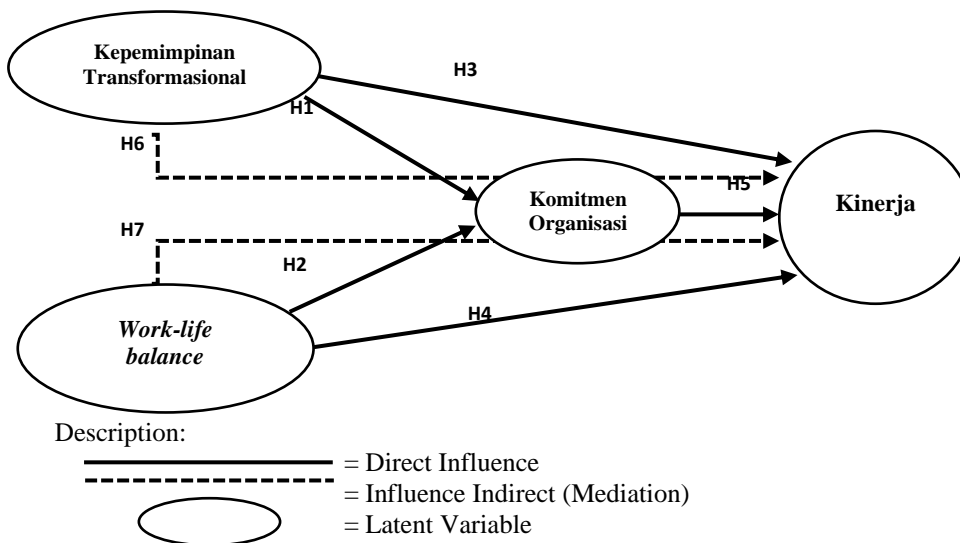 Kepemimpinan
Transformasional
H3
H1
H6
H5
Komitmen
Organisasi
Kinerja
H7
H2
H4
Work-life
balance
Description:
= Direct Influence
= Influence Indirect (Mediation)
= Latent Variable